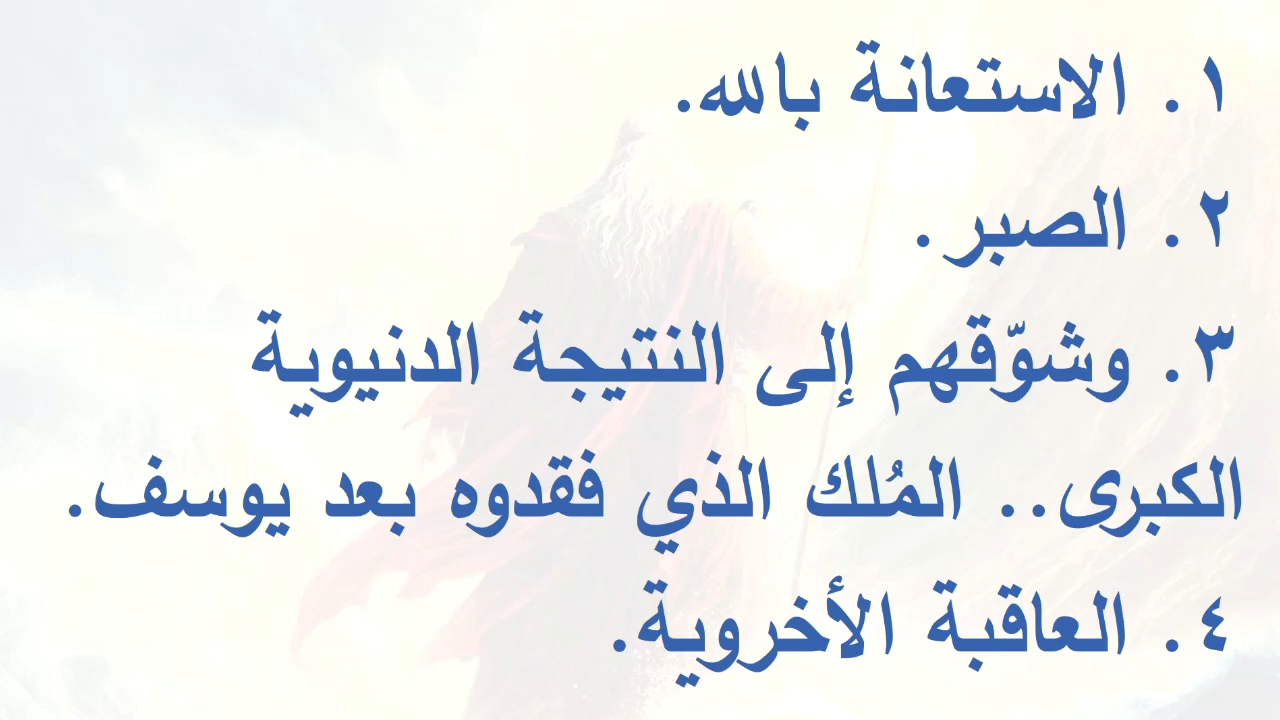 ١. الاستعانة بالله.
٢. الصبر.
٣. وشوّقهم إلى النتيجة الدنيوية
الكبرى.. المُلك الذي فقدوه بعد يوسف.
٤. العاقبة الأخروية.